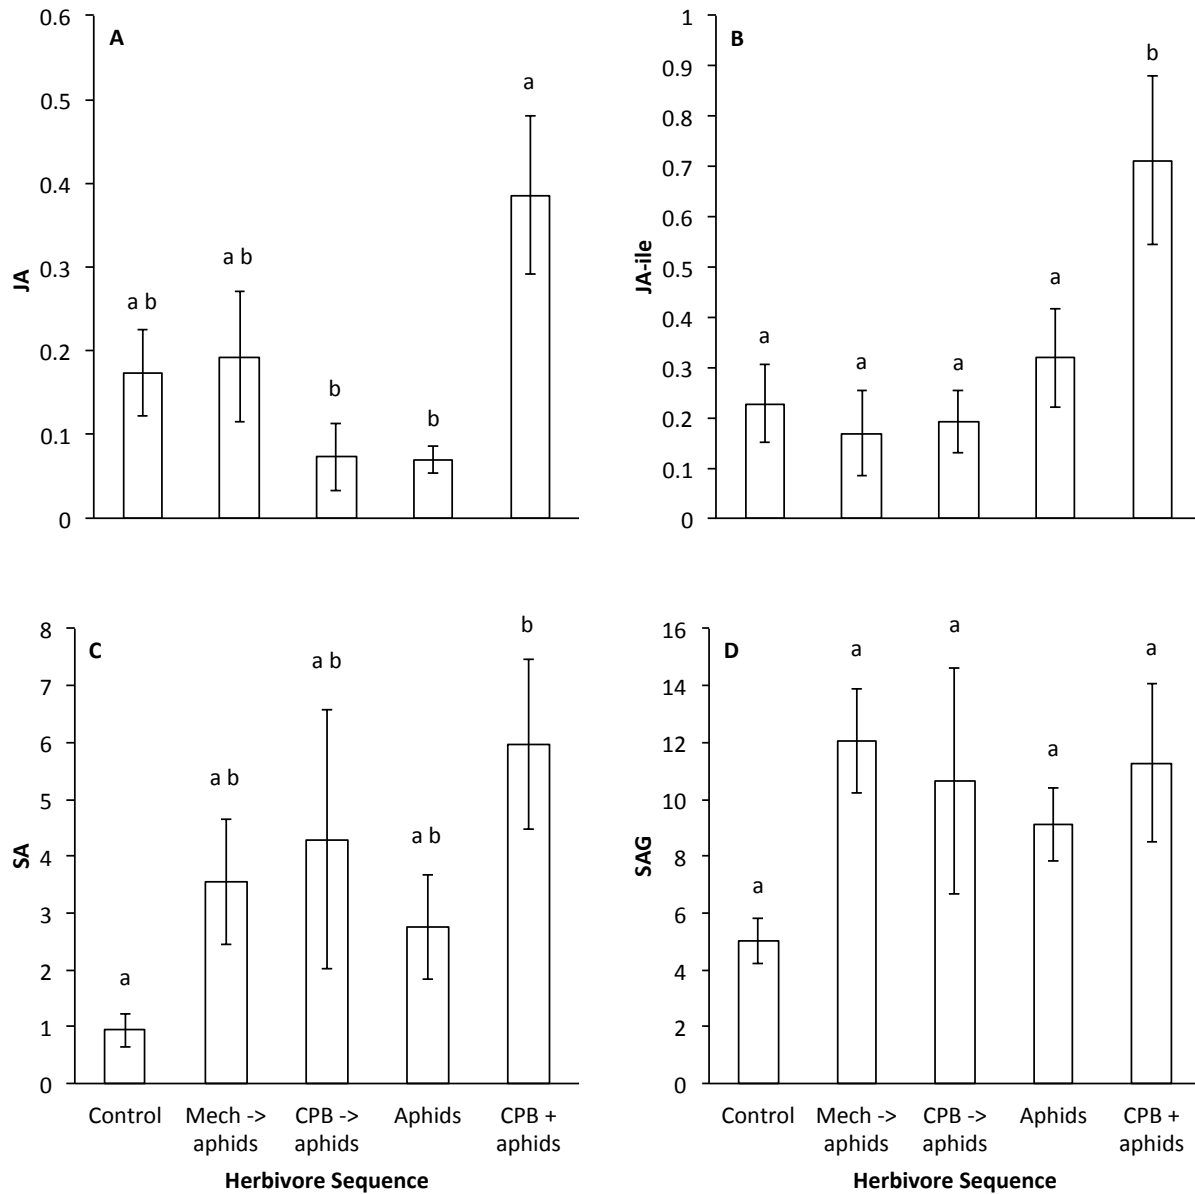 A
JA
0.6
0.5
0.4
0.3
0.2
0.1
0
a b
a b
b
b
a
B
JA-ile
1
0.9
0.8
0.7
0.6
0.5
0.4
0.3
0.2
0.1
0
a
a
a
a
b
C
SA
8
7
6
5
4
3
2
1
0
a
a b
a b
a b
b
Control
Mech ->
aphids
CPB ->
aphids
Aphids
CPB +
aphids
Herbivore Sequence
D
SAG
16
14
12
10
8
6
4
2
0
a
a
a
a
a
Control
Mech ->
aphids
CPB ->
aphids
Aphids
CPB +
aphids
Herbivore Sequence